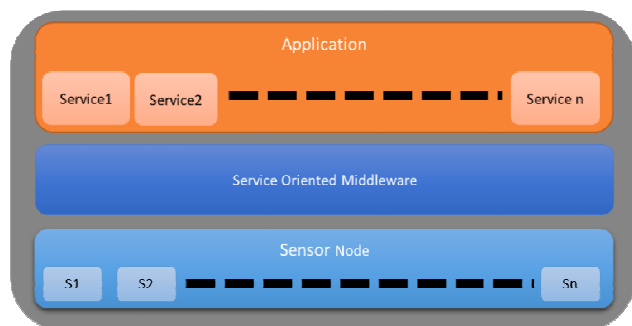 Application
Service1 Service2 Service n
Service Oriented Middleware
Sensor Node
S1 S2 Sn